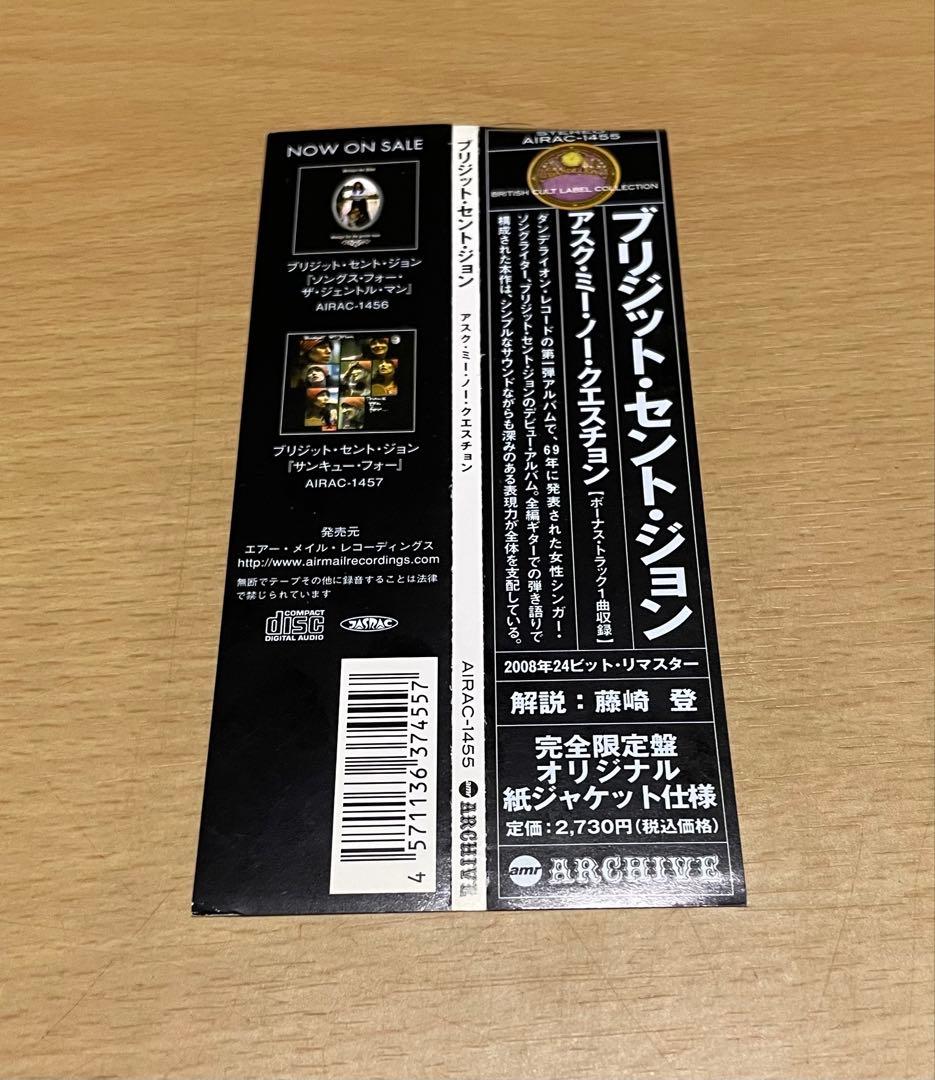 NOW ON SALE
ブリジット・セント・ジョン
『ソングス・フォー・
ザ・ジェントル・マン』
AIRAC-1456
ブリジット・セント・ジョン
『サンキュー・フォー』
AIRAC-1457
発売元
エアー・メイル・レコーディングス
http://www.airmailrecordings.com
無断でテープその他に録音することは法律
で禁じられています
COMPACT
disc
DIGITAL AUDIO
JASRAC
4 571136 374557
ブリジット・セント・ジョン
アスク・ミー・ノー・クエスチョン
AIRAC-1455
amr
ARCHIVE
STEREO
AIRAC-1455
BRITISH CULT LABEL COLLECTION
ブリジット・セント・ジョン
アスク・ミー・ノー・クエスチョン【ボーナス・トラック1曲収録】
ダンデライオン・レコードの第一弾アルバムで、69年に発表された女性シンガー・
ソングライター、ブリジット・セント・ジョンのデビュー・アルバム。全編ギターでの弾き語りで
構成された本作は、シンプルなサウンドながらも深みのある表現力が全体を支配している。
2008年24ビット・リマスター
解説：藤崎 登
完全限定盤
オリジナル
紙ジャケット仕様
定価：2,730円(税込価格)
amr ARCHIVE